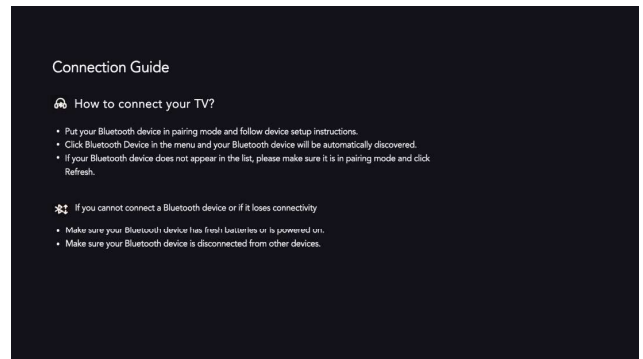 Connection Guide
How to connect your TV?
• Put your Bluetooth device in pairing mode and follow device setup instructions.
• Click Bluetooth Device in the menu and your Bluetooth device will be automatically discovered.
• If your Bluetooth device does not appear in the list, please make sure it is in pairing mode and click
Refresh.
If you cannot connect a Bluetooth device or if it loses connectivity
• Make sure your Bluetooth device has fresh batteries or is powered on.
• Make sure your Bluetooth device is disconnected from other devices.